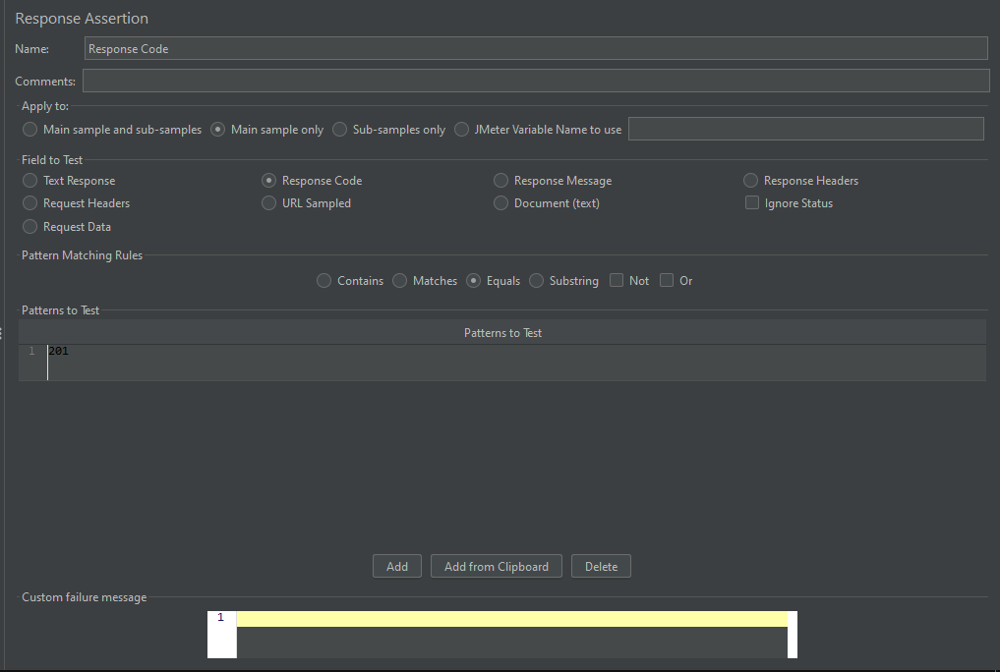 Response Assertion
Name: Response Code
Comments:
Apply to:
Main sample and sub-samples Main sample only Sub-samples only JMeter Variable Name to use
Field to Test
Text Response Response Code Response Message Response Headers
Request Headers URL Sampled Document (text) Ignore Status
Request Data
Pattern Matching Rules
Contains Matches Equals Substring Not Or
Patterns to Test
Patterns to Test
1 201
Add Add from Clipboard Delete
Custom failure message
1